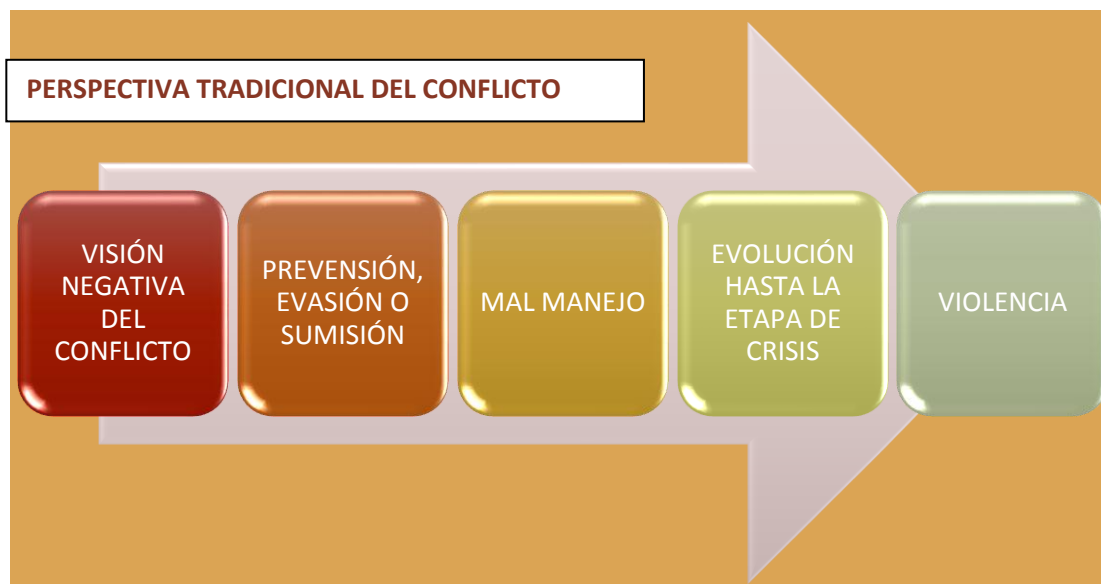 PERSPECTIVA TRADICIONAL DEL CONFLICTO
VISIÓN
NEGATIVA
DEL
CONFLICTO
PREVENSIÓN,
EVASIÓN O
SUMISIÓN
MAL MANEJO
EVOLUCIÓN
HASTA LA
ETAPA DE
CRISIS
VIOLENCIA